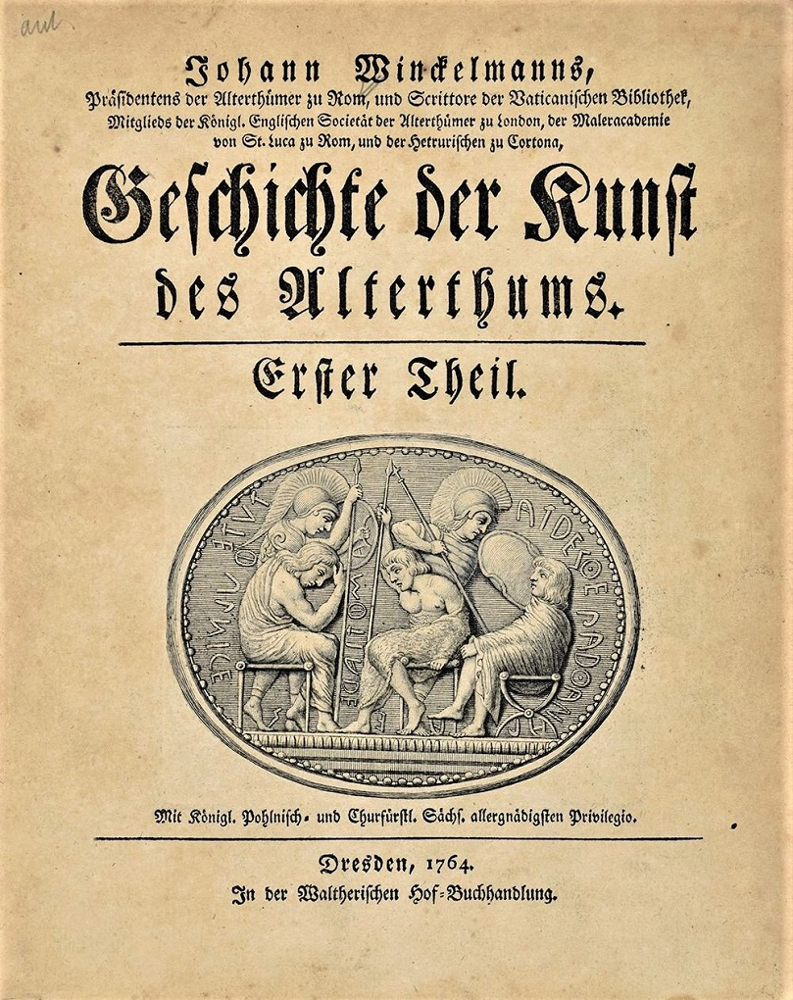 Johann Winckelmanns,
Präsidentens der Alterthümer zu Rom, und Scrittore der Vaticanischen Bibliothek,
Mitglieds der Königl. Englischen Societät der Alterthümer zu London, der Maleracademie
von St. Luca zu Rom, und der Hetrurischen zu Cortona,
Geschichte der Kunst
des Alterthums.
Erster Theil.
Mit Königl. Pohlnisch- und Churfürstl. Sächs. allergnädigsten Privilegio.
Dresden, 1764.
In der Waltherischen Hof-Buchhandlung.